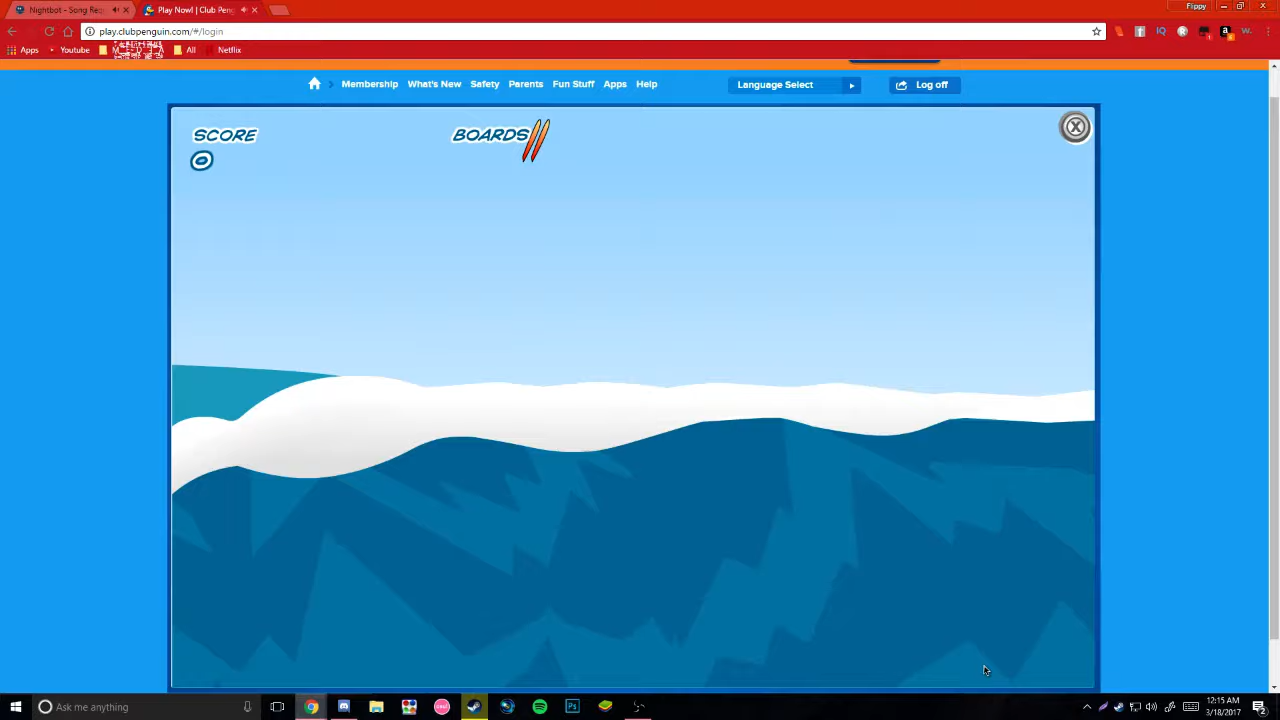 Flippy
Nightbot - Song Req
Play Now! | Club Peng
play.clubpenguin.com/#/login
Apps Youtube M E D I A All Netflix
Membership What's New Safety Parents Fun Stuff Apps Help Language Select Log off
SCORE BOARDS
0
Ask me anything
12:15 AM
3/18/2017